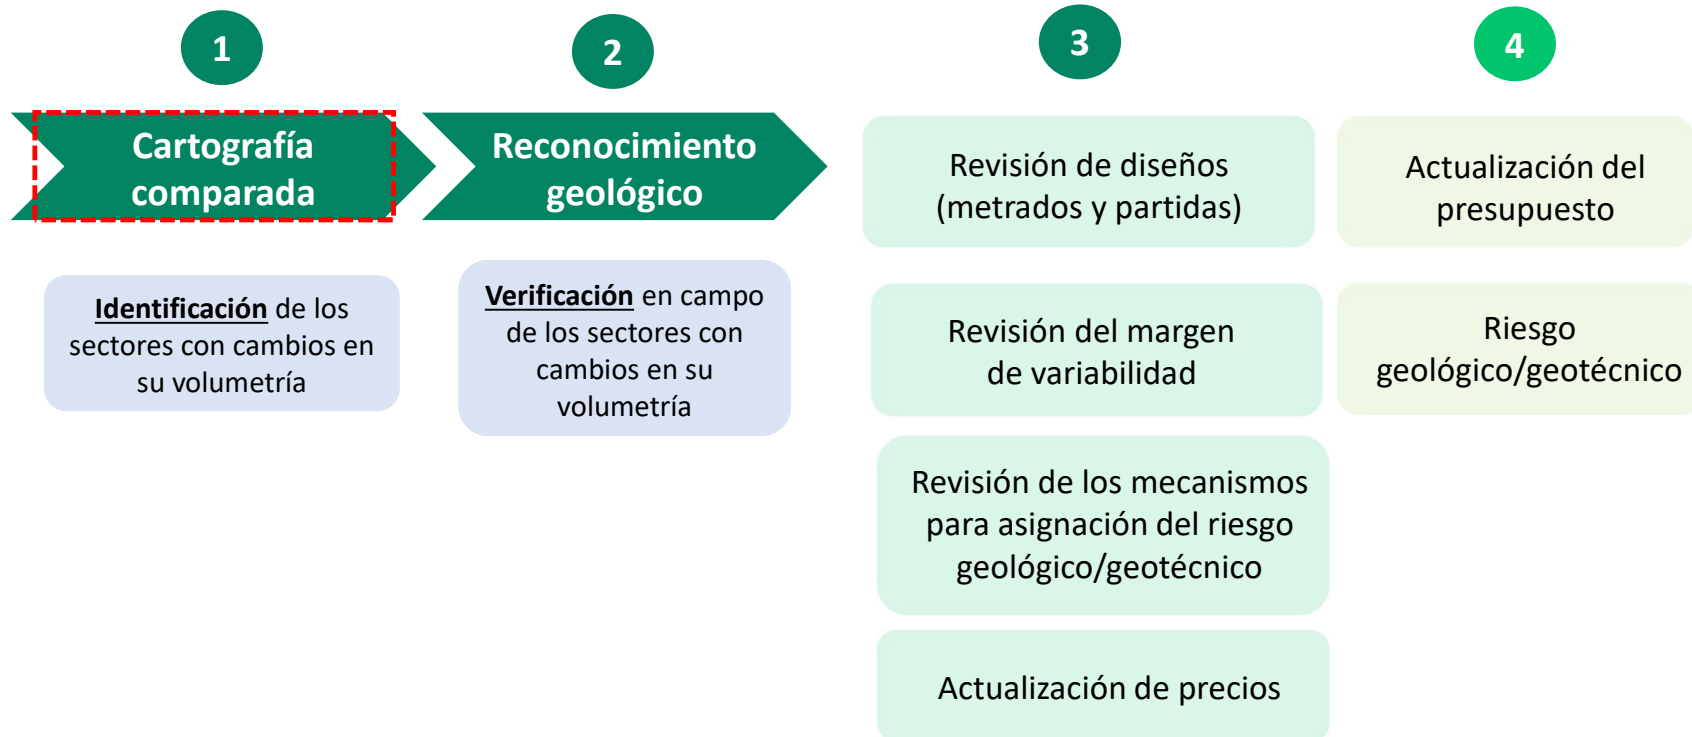 1
Cartografía
comparada
Identificación de los
sectores con cambios en
su volumetría
2
Reconocimiento
geológico
Verificación en campo
de los sectores con
cambios en su
volumetría
3
Revisión de diseños
(metrados y partidas)
Revisión del margen
de variabilidad
Revisión de los mecanismos
para asignación del riesgo
geológico/geotécnico
Actualización de precios
4
Actualización del
presupuesto
Riesgo
geológico/geotécnico